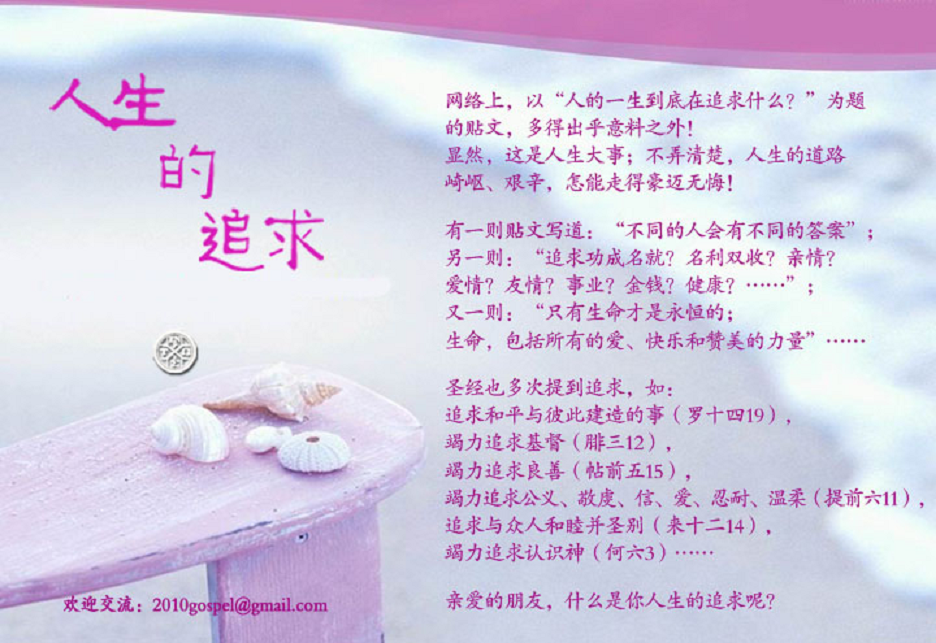 人生
的
追求
网络上，以“人的一生到底在追求什么？”为题
的贴文，多得出乎意料之外！
显然，这是人生大事；不弄清楚，人生的道路
崎岖、艰辛，怎能走得豪迈无悔！
有一则贴文写道：“不同的人会有不同的答案”；
另一则：“追求功成名就？名利双收？亲情？
爱情？友情？事业？金钱？健康？……”；
又一则：“只有生命才是永恒的；
生命，包括所有的爱、快乐和赞美的力量”……
圣经也多次提到追求，如：
追求和平与彼此建造的事（罗十四19），
竭力追求基督（腓三12），
竭力追求良善（帖前五15），
竭力追求公义、敬虔、信、爱、忍耐、温柔（提前六11），
追求与众人和睦并圣别（来十二14），
竭力追求认识神（何六3）……
亲爱的朋友，什么是你人生的追求呢？
欢迎交流：2010gospel@gmail.com